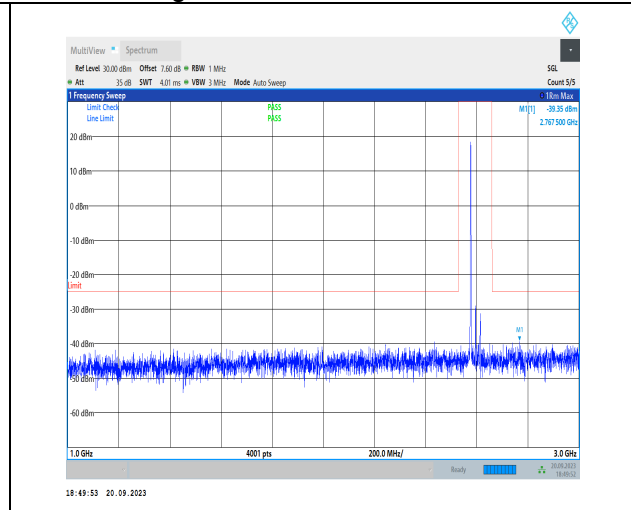 MultiView Spectrum
Ref Level 30.00 dBm Offset 7.60 dB RBW 1 MHz SGL
Att 35 dB SWT 4.01 ms VBW 3 MHz Mode Auto Sweep Count 5/5
1 Frequency Sweep 1Rm Max
Limit Check PASS M1[1] -39.35 dBm
Line Limit PASS 2.767 500 GHz
20 dBm
10 dBm
0 dBm
-10 dBm
-20 dBm
Limit
-30 dBm
M1
-40 dBm
-50 dBm
-60 dBm
1.0 GHz 4001 pts 200.0 MHz/ 3.0 GHz
Ready 20.09.2023
18:49:52
18:49:53 20.09.2023